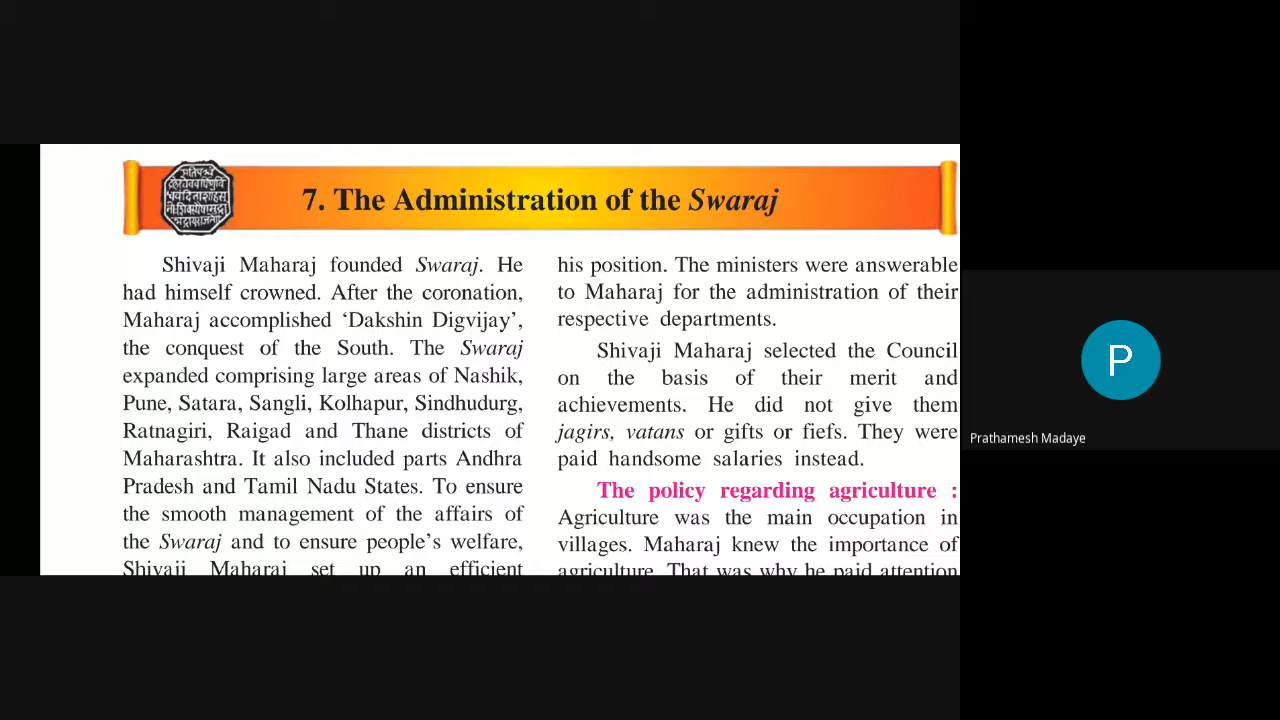 7. The Administration of the Swaraj
Shivaji Maharaj founded Swaraj. He
had himself crowned. After the coronation,
Maharaj accomplished ‘Dakshin Digvijay’,
the conquest of the South. The Swaraj
expanded comprising large areas of Nashik,
Pune, Satara, Sangli, Kolhapur, Sindhudurg,
Ratnagiri, Raigad and Thane districts of
Maharashtra. It also included parts Andhra
Pradesh and Tamil Nadu States. To ensure
the smooth management of the affairs of
the Swaraj and to ensure people’s welfare,
Shivaji Maharaj set up an efficient
his position. The ministers were answerable
to Maharaj for the administration of their
respective departments.
Shivaji Maharaj selected the Council
on the basis of their merit and
achievements. He did not give them
jagirs, vatans or gifts or fiefs. They were
paid handsome salaries instead.
The policy regarding agriculture :
Agriculture was the main occupation in
villages. Maharaj knew the importance of
agriculture. That was why he paid attention
P
Prathamesh Madaye